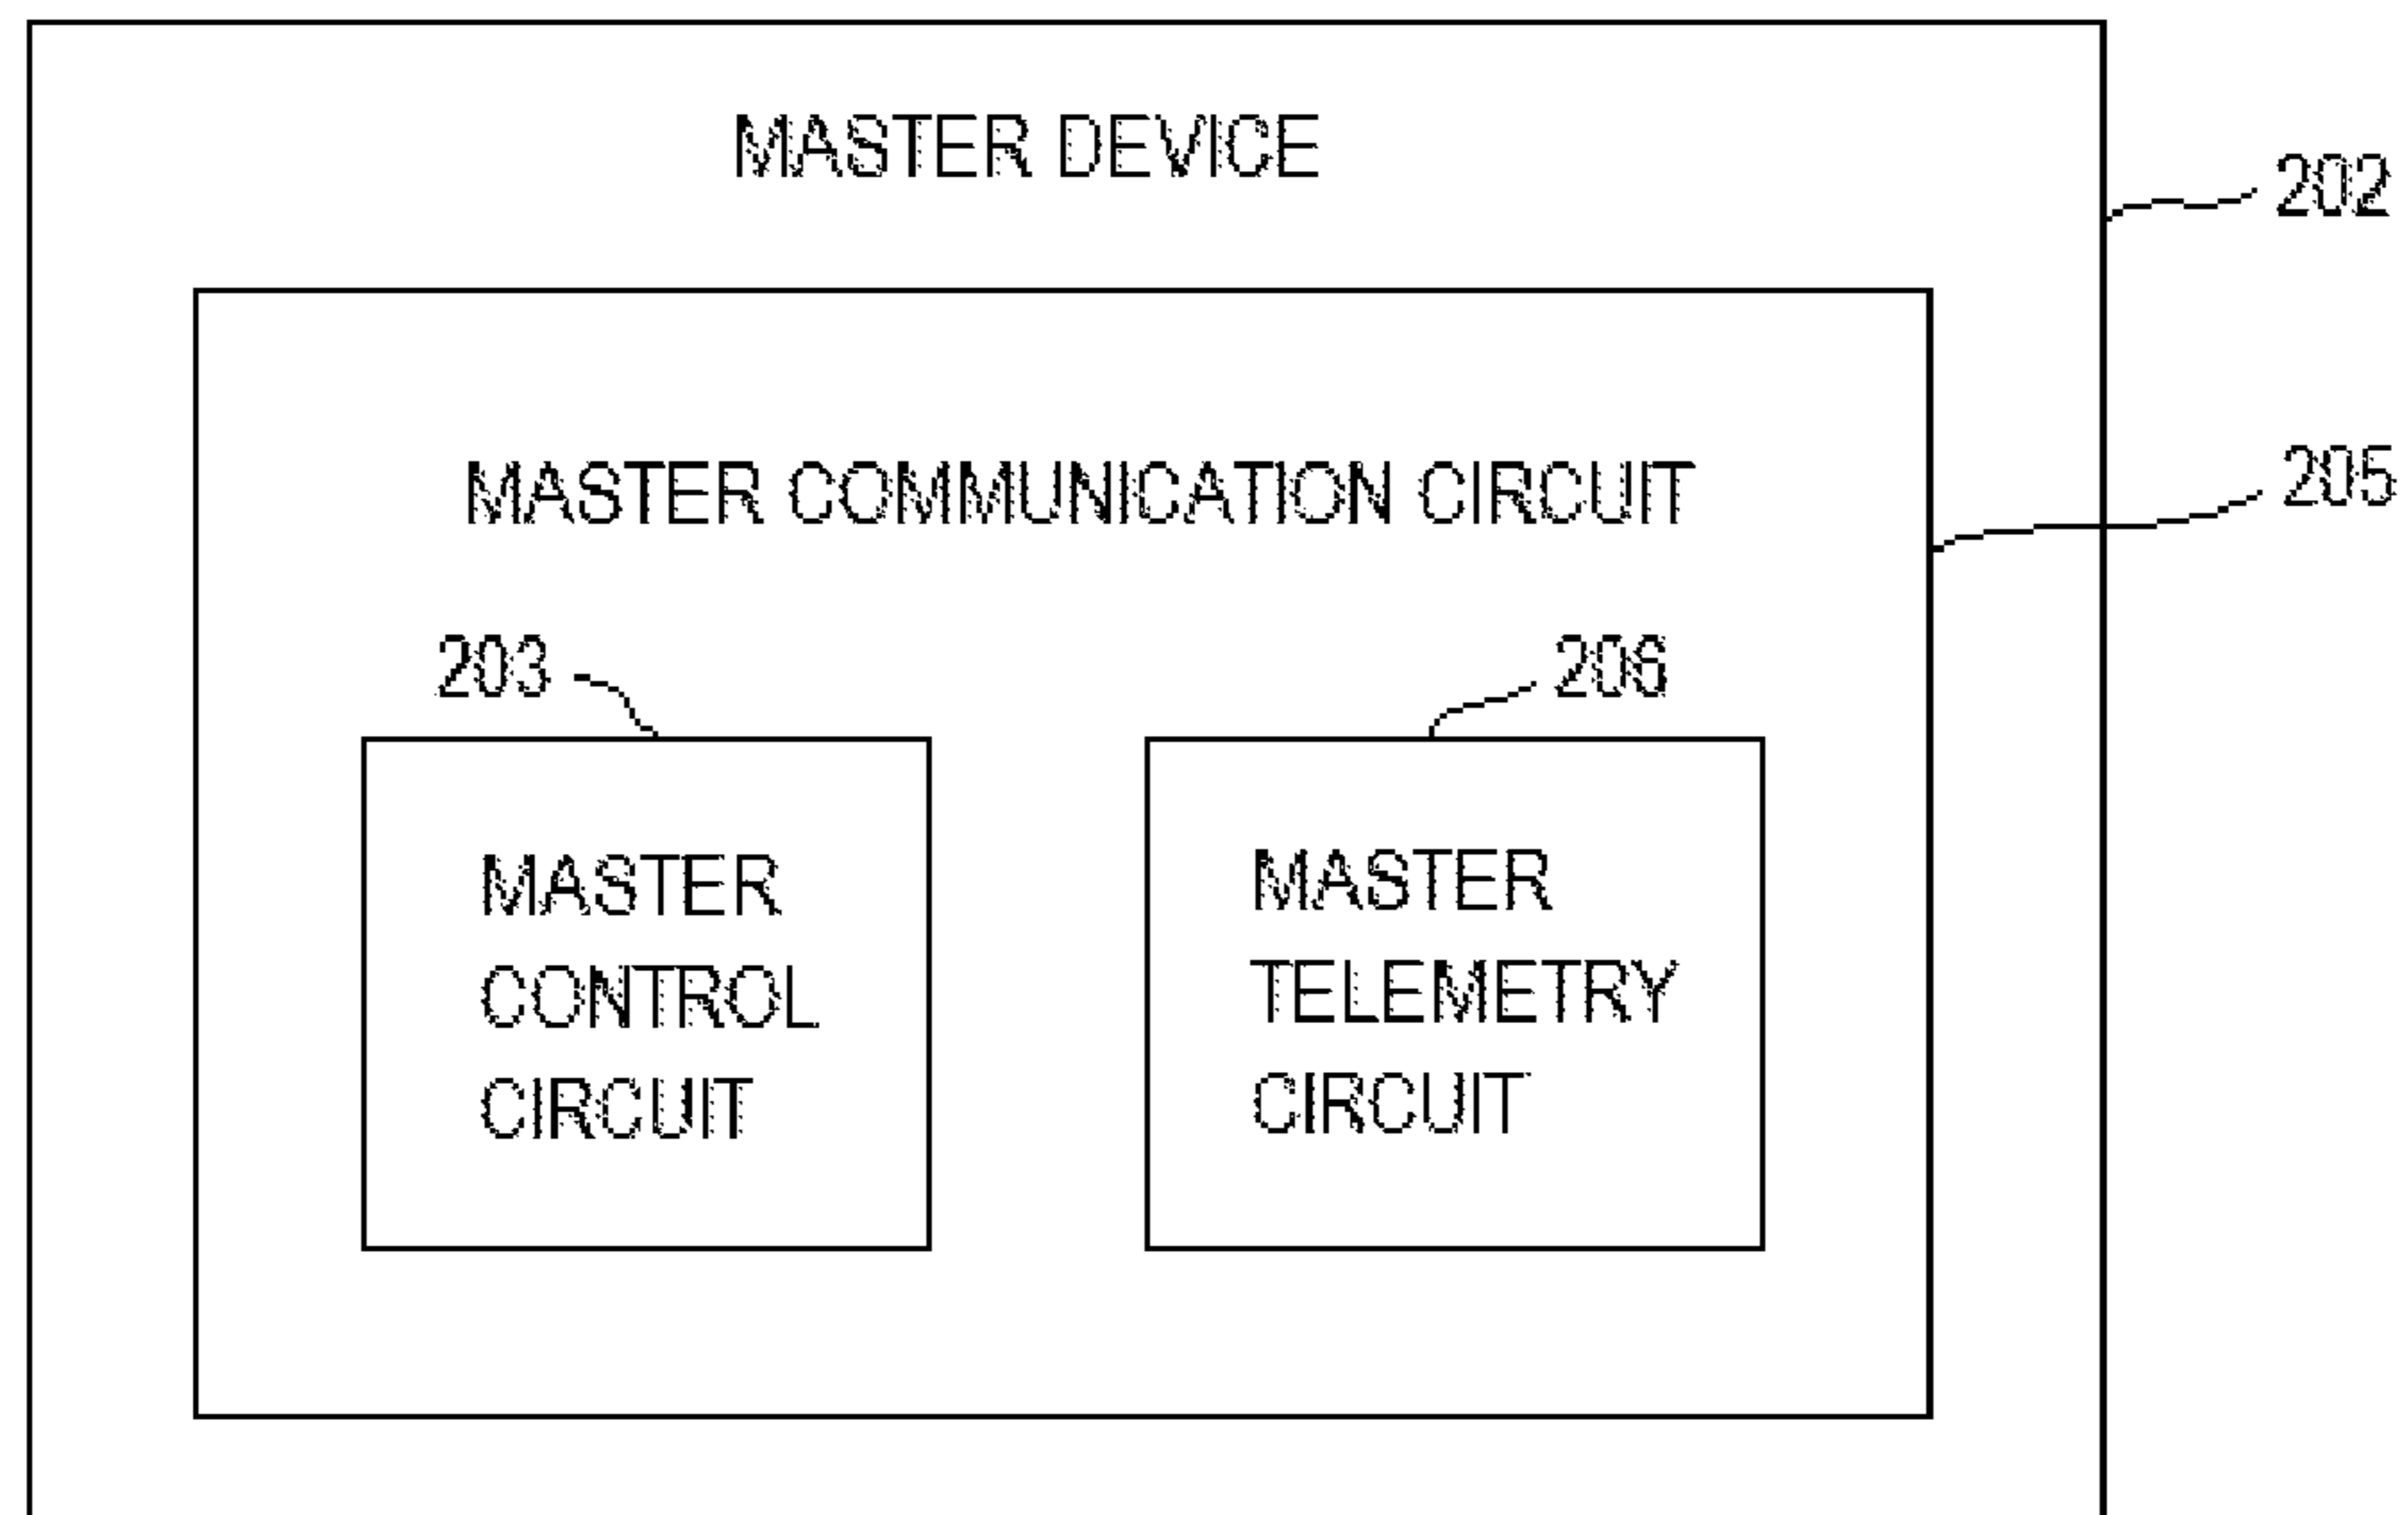 MASTER DEVICE
202
MASTER COMMUNICATION CIRCUIT
205
203
206
MASTER
CONTROL
CIRCUIT
MASTER
TELEMETRY
CIRCUIT